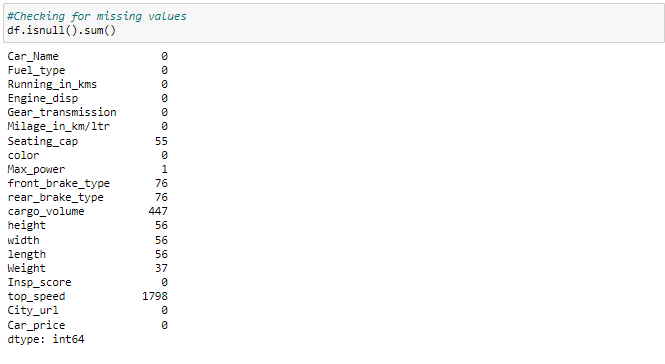 #Checking for missing values
df.isnull().sum()
Car_Name 0
Fuel_type 0
Running_in_kms 0
Engine_disp 0
Gear_transmission 0
Milage_in_km/ltr 0
Seating_cap 55
color 0
Max_power 1
front_brake_type 76
rear_brake_type 76
cargo_volume 447
height 56
width 56
length 56
Weight 37
Insp_score 0
top_speed 1798
City_url 0
Car_price 0
dtype: int64